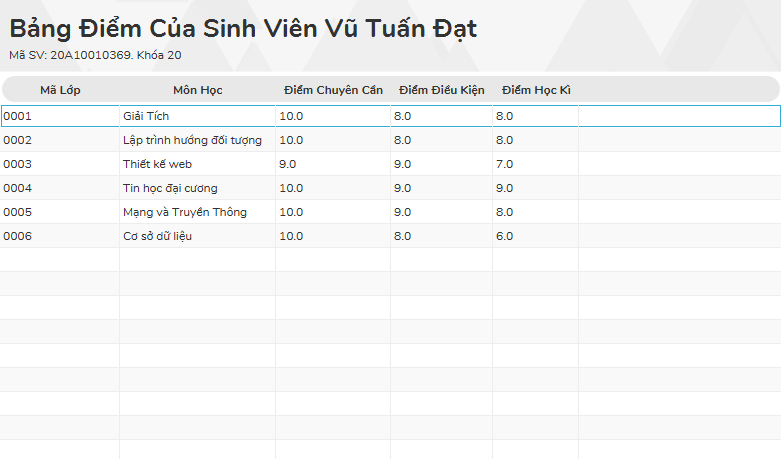 Bảng Điểm Của Sinh Viên Vũ Tuấn Đạt
Mã SV: 20A10010369. Khóa 20
Mã Lớp Môn Học Điểm Chuyên Cần Điểm Điều Kiện Điểm Học Kì
0001 Giải Tích 10.0 8.0 8.0
0002 Lập trình hướng đối tượng 10.0 8.0 8.0
0003 Thiết kế web 9.0 9.0 7.0
0004 Tin học đại cương 10.0 9.0 9.0
0005 Mạng và Truyền Thông 10.0 9.0 8.0
0006 Cơ sở dữ liệu 10.0 8.0 6.0